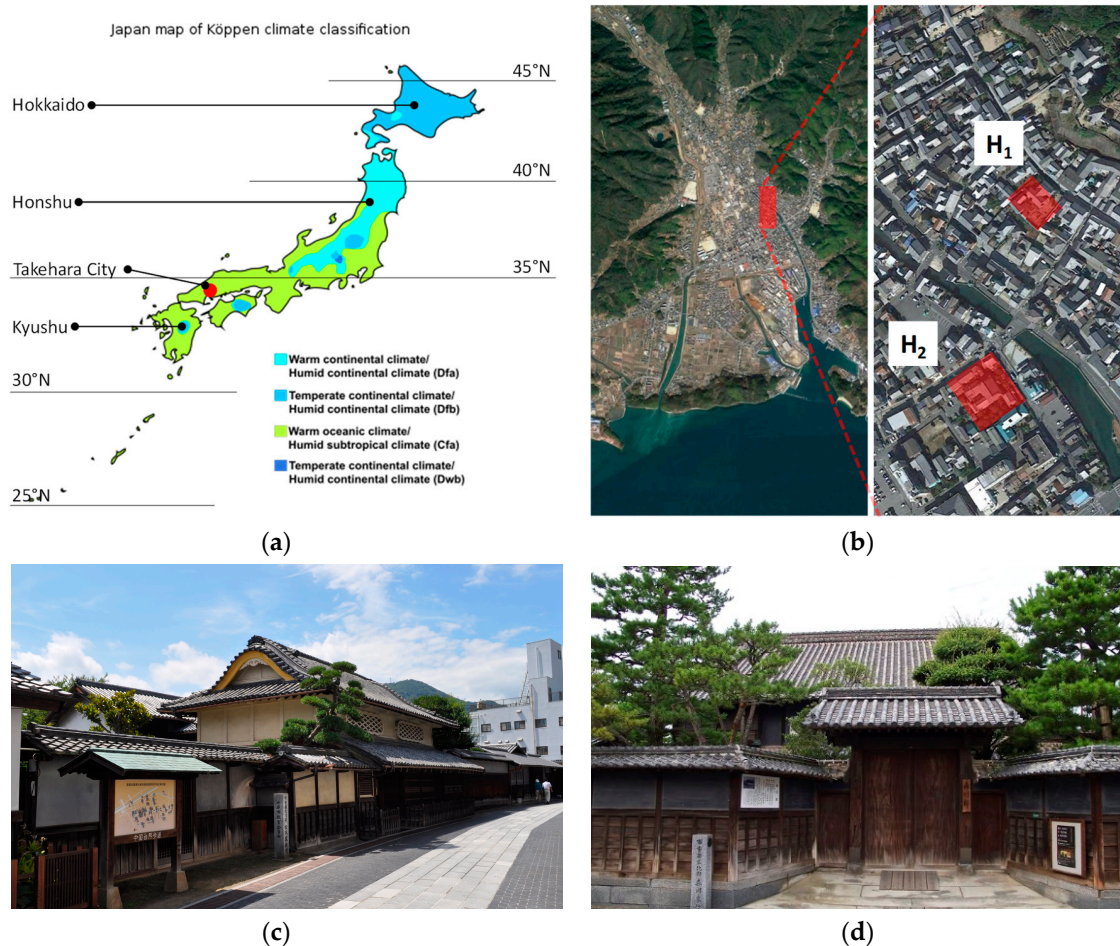 Japan map of Köppen climate classification
45°N
Hokkaido
40°N
Honshu
Takehara City
35°N
Kyushu
Warm continental climate/
Humid continental climate (Dfa)
Temperate continental climate/
Humid continental climate (Dfb)
30°N
Warm oceanic climate/
Humid subtropical climate (Cfa)
Temperate continental climate/
Humid continental climate (Dwb)
25°N
(a)
H1
H2
(b)
(c)
(d)